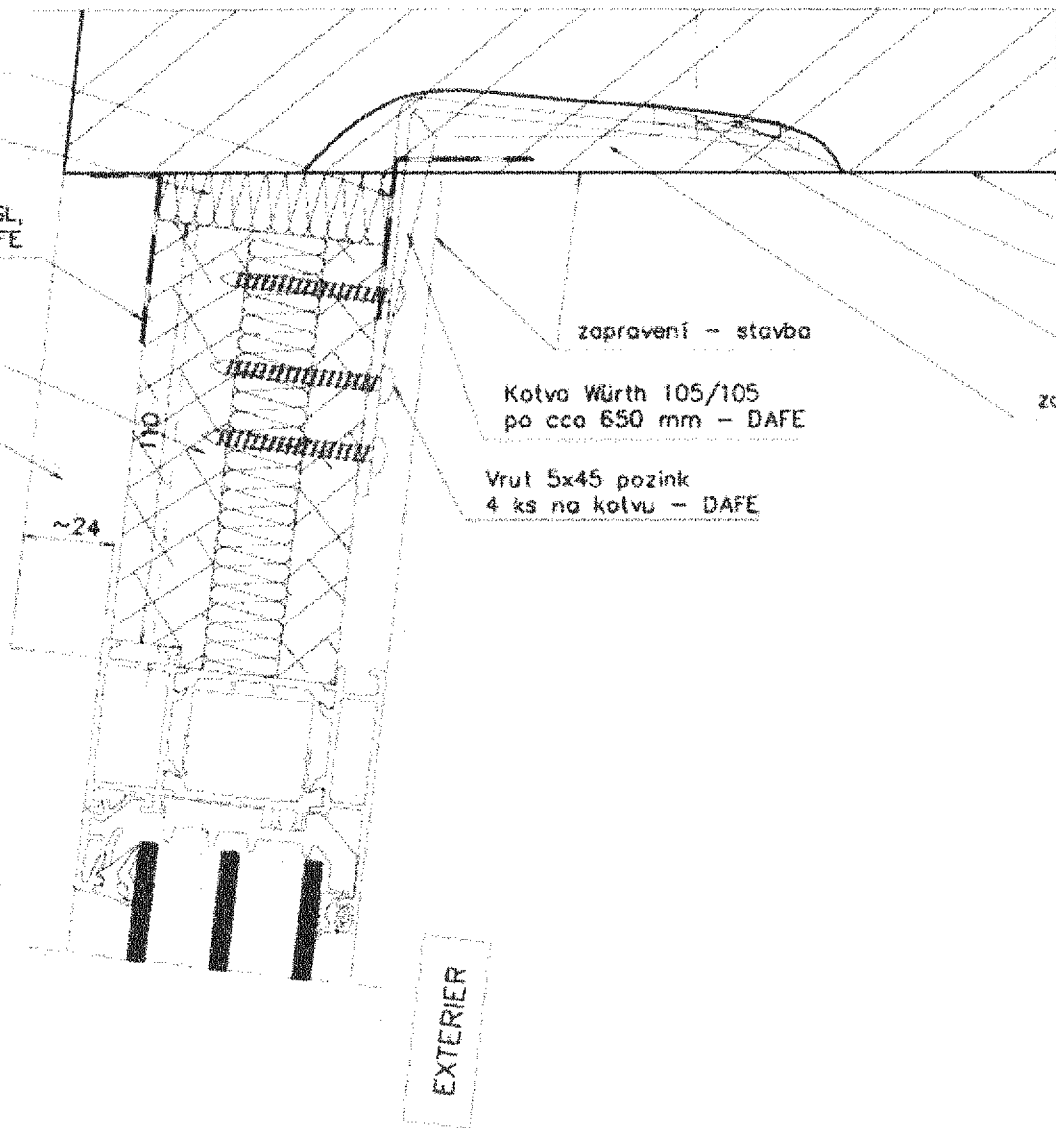 zapravení – stavba
Kotva Würth 105/105
po cca 650 mm – DAFE
Vrut 5x45 pozink
4 ks na kotvu – DAFE
110
~24
EXTERIER